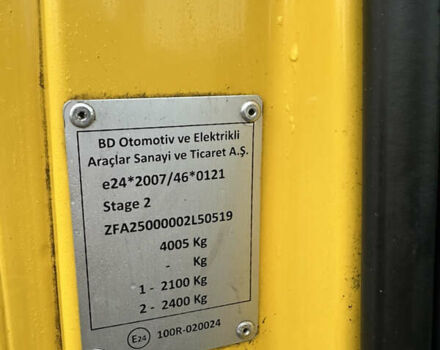 BD Otomotiv ve Elektrikli
Araçlar Sanayi ve Ticaret A.Ş.
e24*2007/46*0121
Stage 2
ZFA25000002L50519
4005 Kg
- Kg
1 - 2100 Kg
2 - 2400 Kg
E24 100R-020024